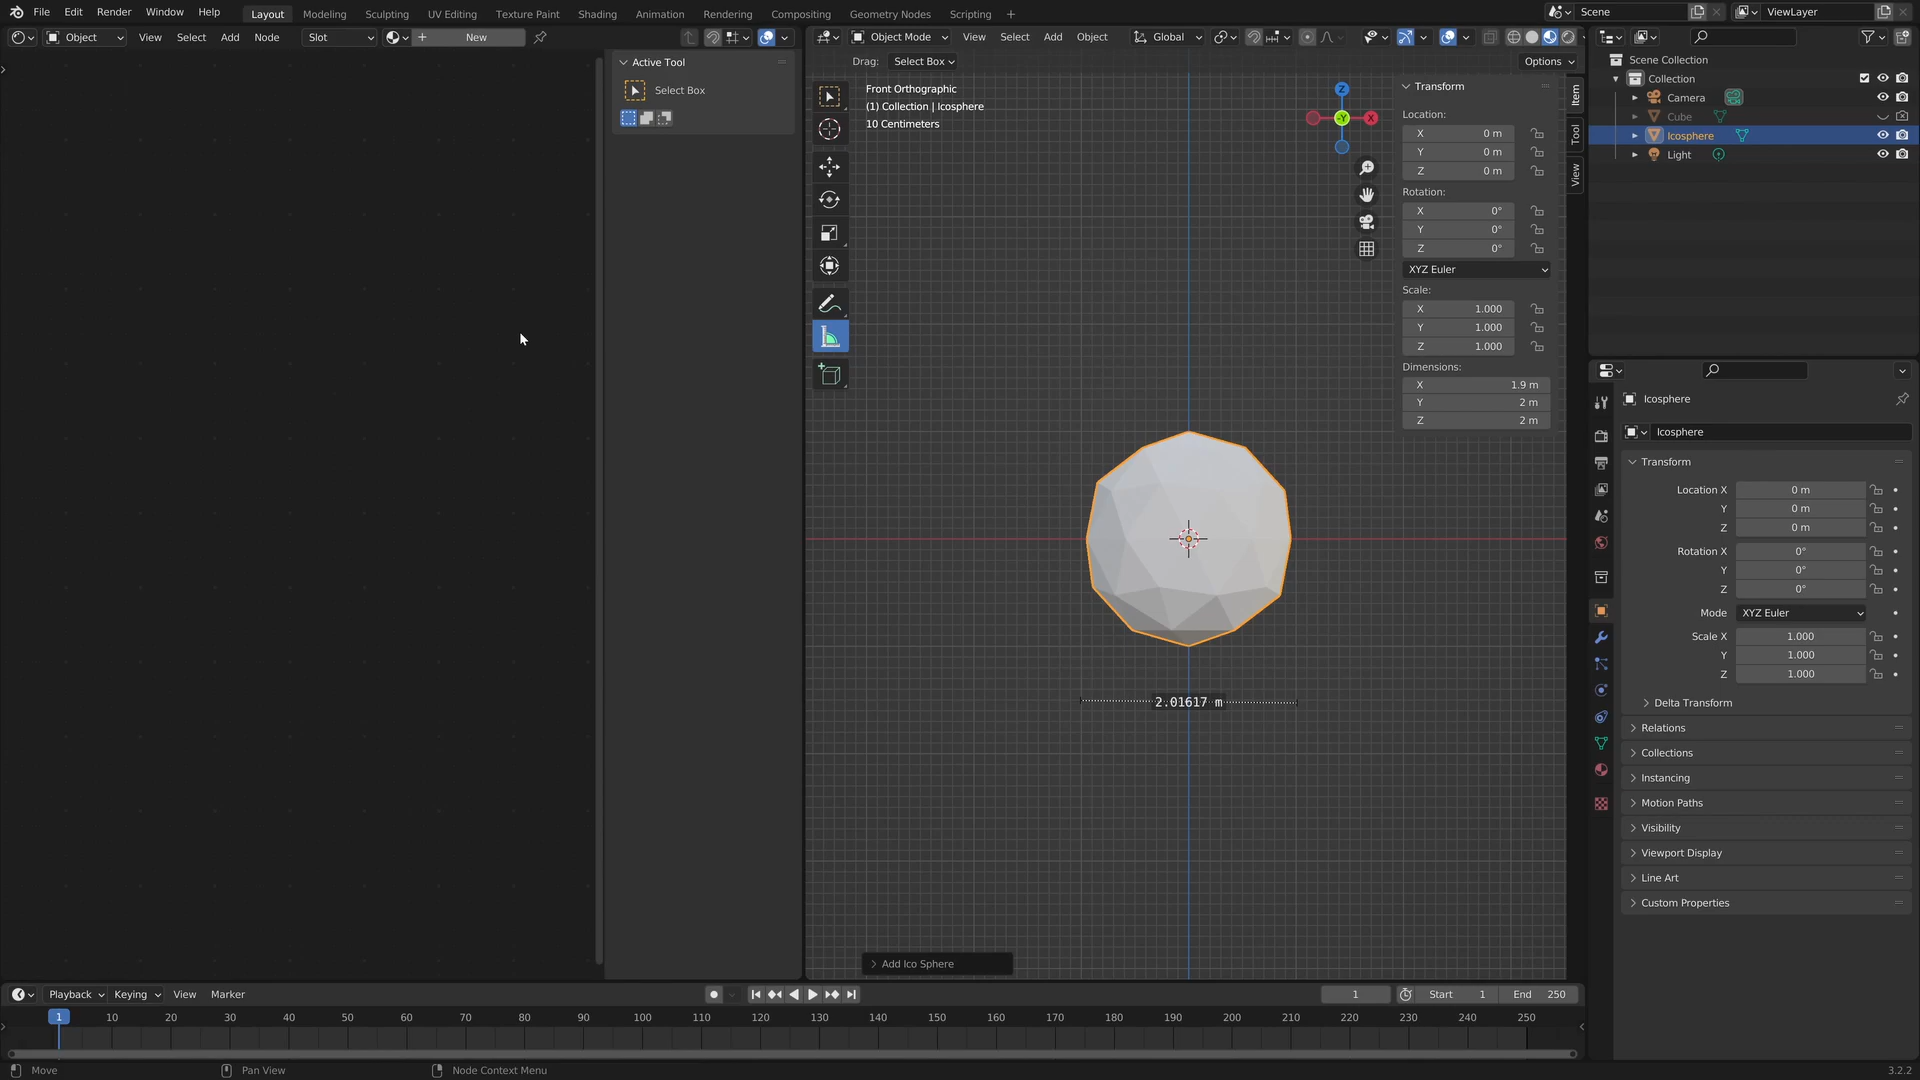 File Edit Render Window Help Layout Modeling Sculpting UV Editing Texture Paint Shading Animation Rendering Compositing Geometry Nodes Scripting +
Scene
ViewLayer
Object View Select Add Node Slot New
Active Tool
Select Box
Object Mode View Select Add Object Global
Drag: Select Box
Options
Front Orthographic
(1) Collection | Icosphere
10 Centimeters
Z
-Y
X
Transform
Location:
X 0 m
Y 0 m
Z 0 m
Rotation:
X 0°
Y 0°
Z 0°
XYZ Euler
Scale:
X 1.000
Y 1.000
Z 1.000
Dimensions:
X 1.9 m
Y 2 m
Z 2 m
Item
Tool
View
2.01617 m
Add Ico Sphere
Scene Collection
Collection
Camera
Cube
Icosphere
Light
Icosphere
Icosphere
Transform
Location X 0 m
Y 0 m
Z 0 m
Rotation X 0°
Y 0°
Z 0°
Mode XYZ Euler
Scale X 1.000
Y 1.000
Z 1.000
Delta Transform
Relations
Collections
Instancing
Motion Paths
Visibility
Viewport Display
Line Art
Custom Properties
Playback Keying View Marker
1 Start 1 End 250
1 10 20 30 40 50 60 70 80 90 100 110 120 130 140 150 160 170 180 190 200 210 220 230 240 250
Move Pan View Node Context Menu 3.2.2